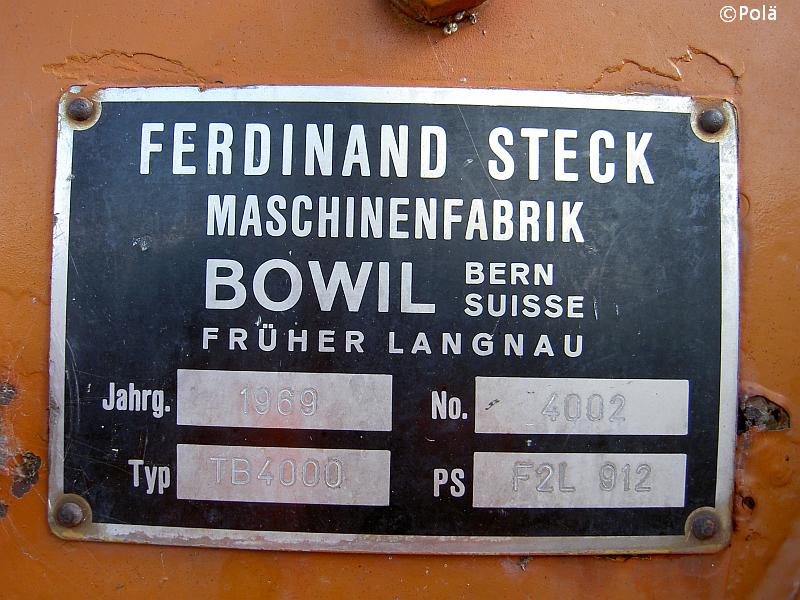 ©Polä
FERDINAND STECK
MASCHINENFABRIK
BOWIL BERN SUISSE
FRÜHER LANGNAU
Jahrg. 1969 No. 4002
Typ TB4000 PS F2L 912